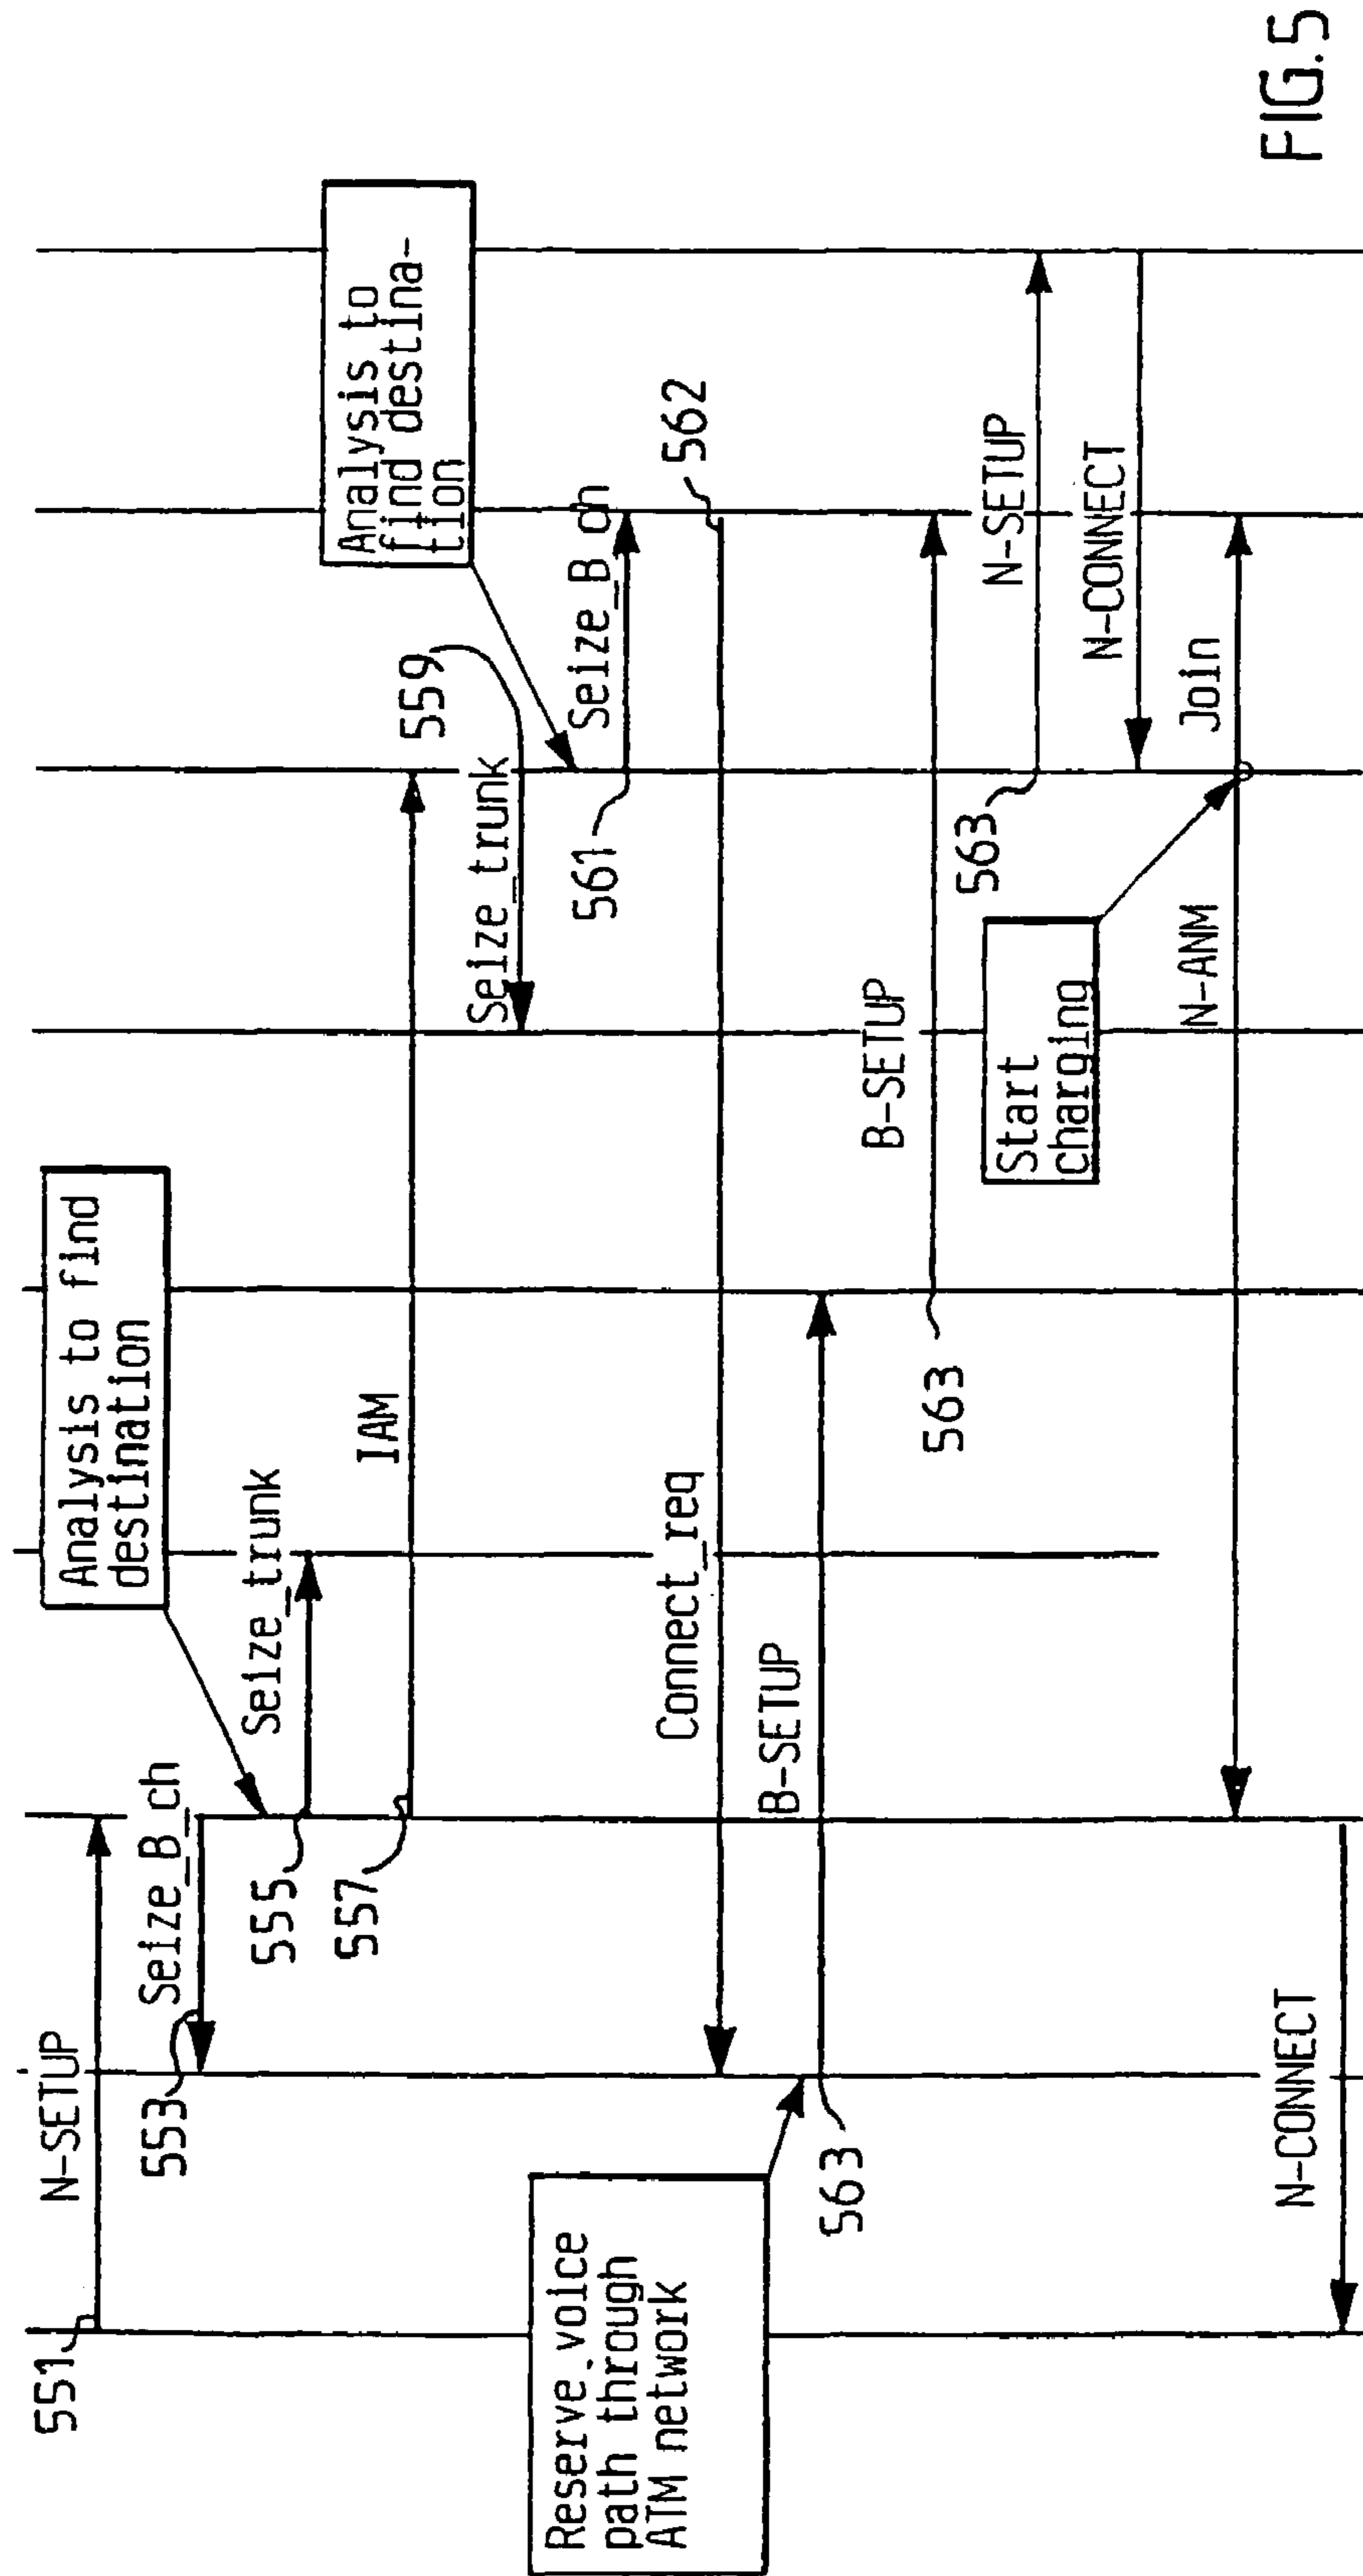 551
N-SETUP
553
Seize_B_ch
Analysis to find
destination
555
Seize_trunk
557
IAM
559
Seize_trunk
Analysis to
find destina-
tion
561
Seize_B_ch
562
Connect_req
Reserve voice
path through
ATM network
563
B-SETUP
563
B-SETUP
563
N-SETUP
N-CONNECT
Start
charging
N-ANM
Join
N-CONNECT
FIG.5